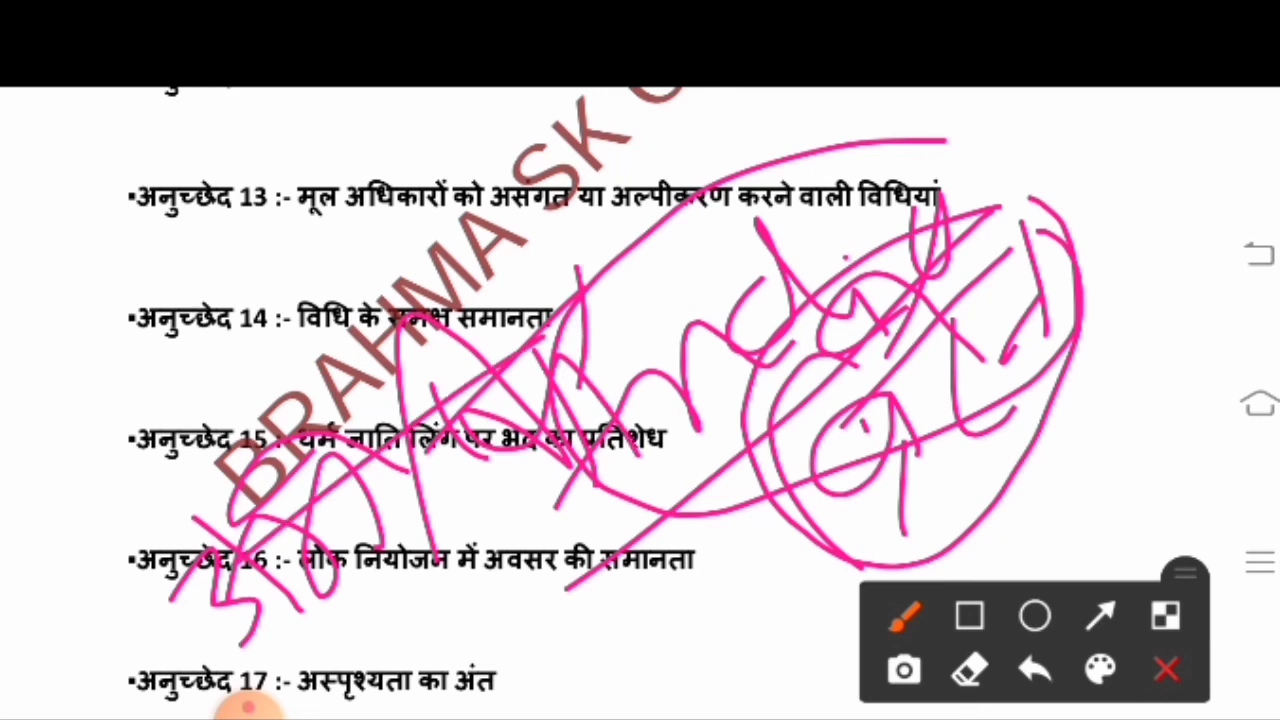 ▪अनुच्छेद 13 :- मूल अधिकारों को असंगत या अल्पीकरण करने वाली विधियां
▪अनुच्छेद 14 :- विधि के समक्ष समानता
▪अनुच्छेद 15 :- धर्म जाति लिंग पर भेद का प्रतिशेध
▪अनुच्छेद 16 :- लोक नियोजन में अवसर की समानता
▪अनुच्छेद 17 :- अस्पृश्यता का अंत
BRAHMA SK